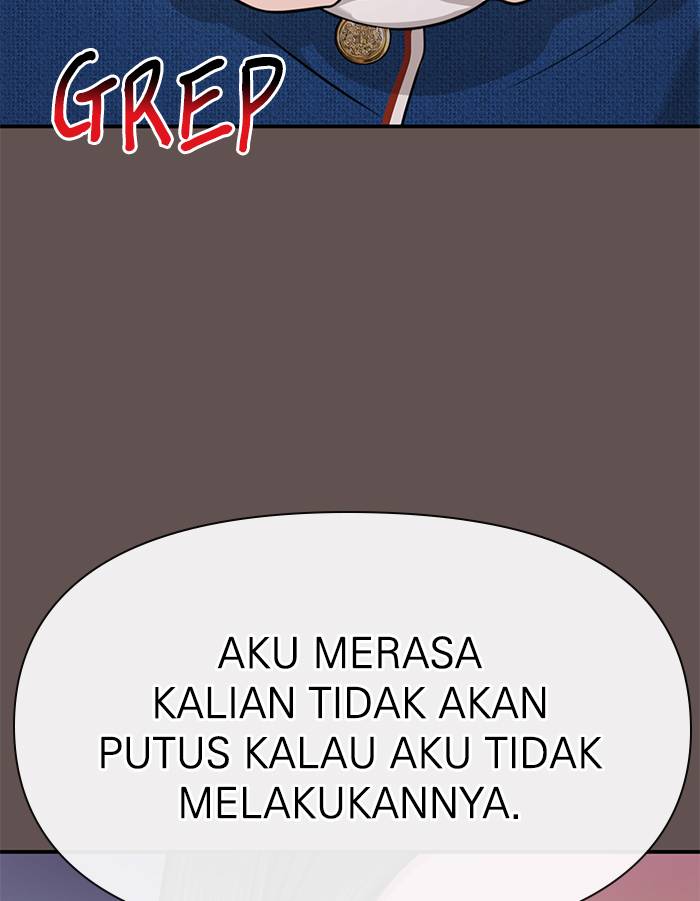 GREP
AKU MERASA
KALIAN TIDAK AKAN
PUTUS KALAU AKU TIDAK
MELAKUKANNYA.